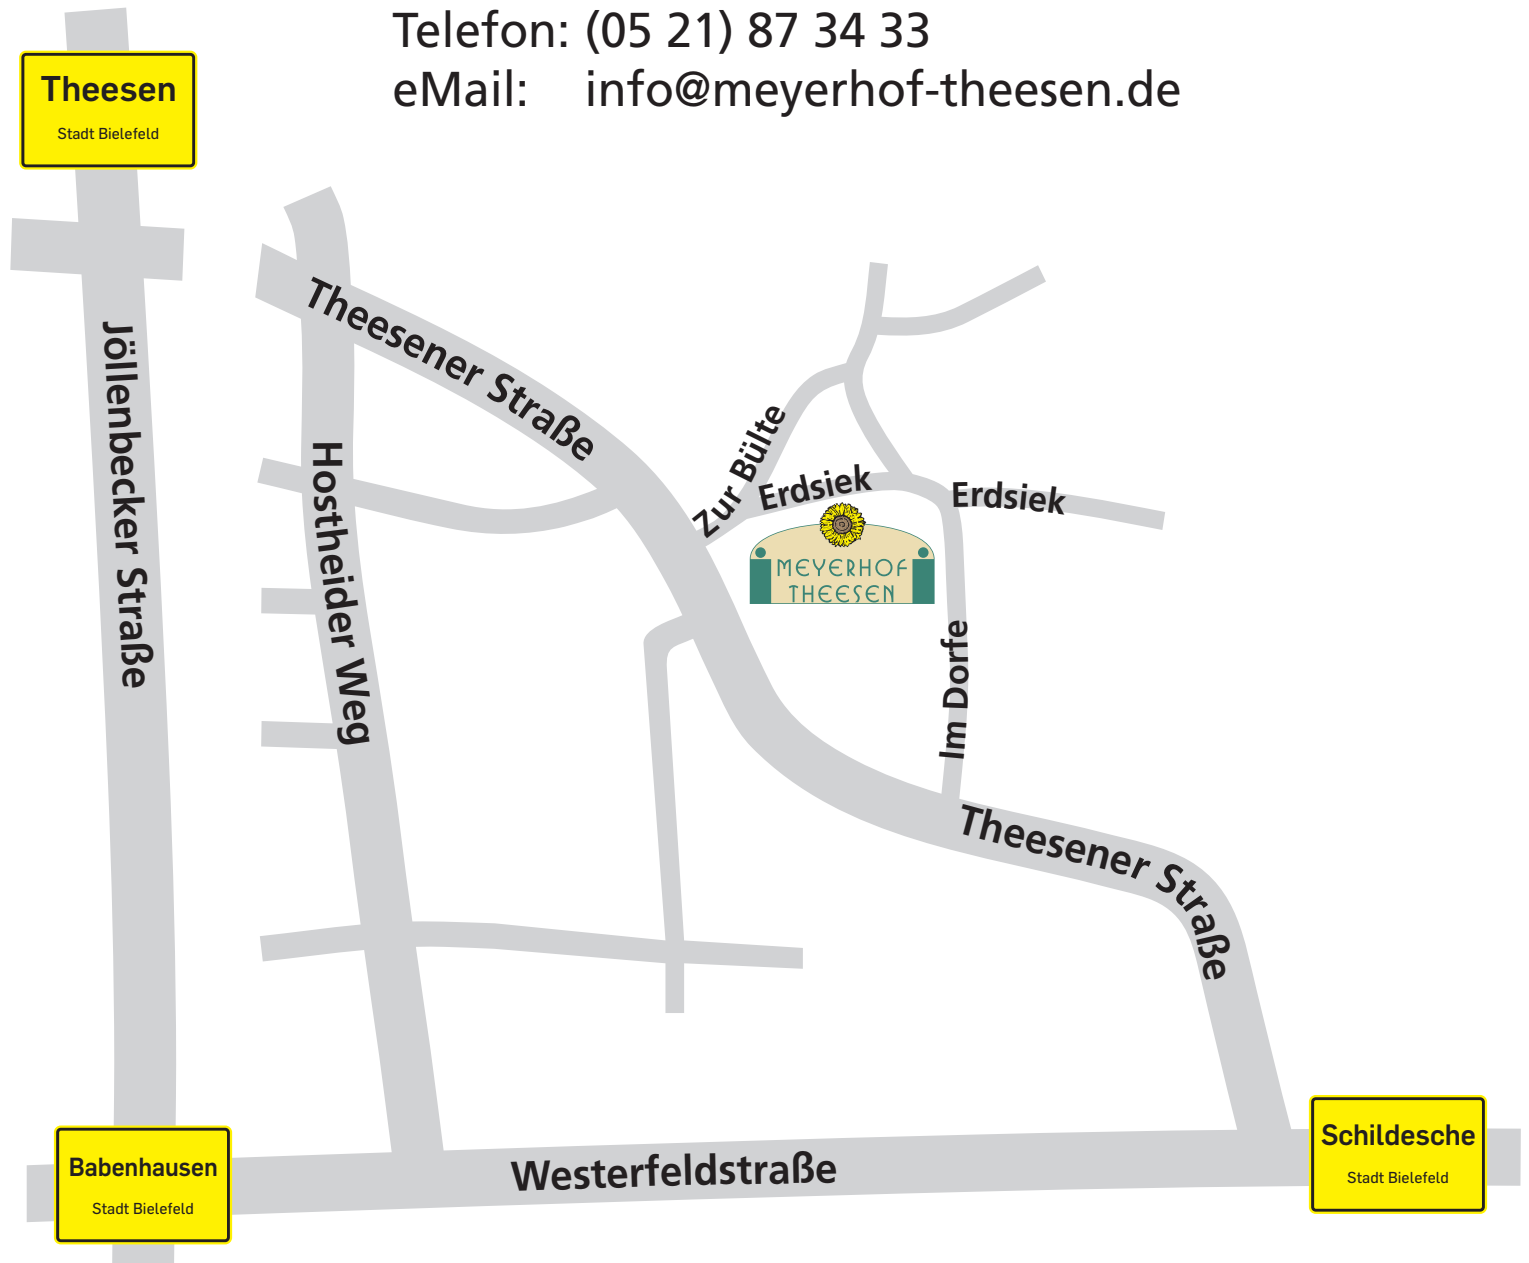 Telefon: (05 21) 87 34 33
eMail: info@meyerhof-theesen.de
Theesen
Stadt Bielefeld
Theesener Straße
Jöllenbecker Straße
Hostheider Weg
Zur Bülte
Erdsiek
Erdsiek
MEYERHOF
THEESEN
Im Dorfe
Theesener Straße
Babenhausen
Stadt Bielefeld
Westerfeldstraße
Schildesche
Stadt Bielefeld